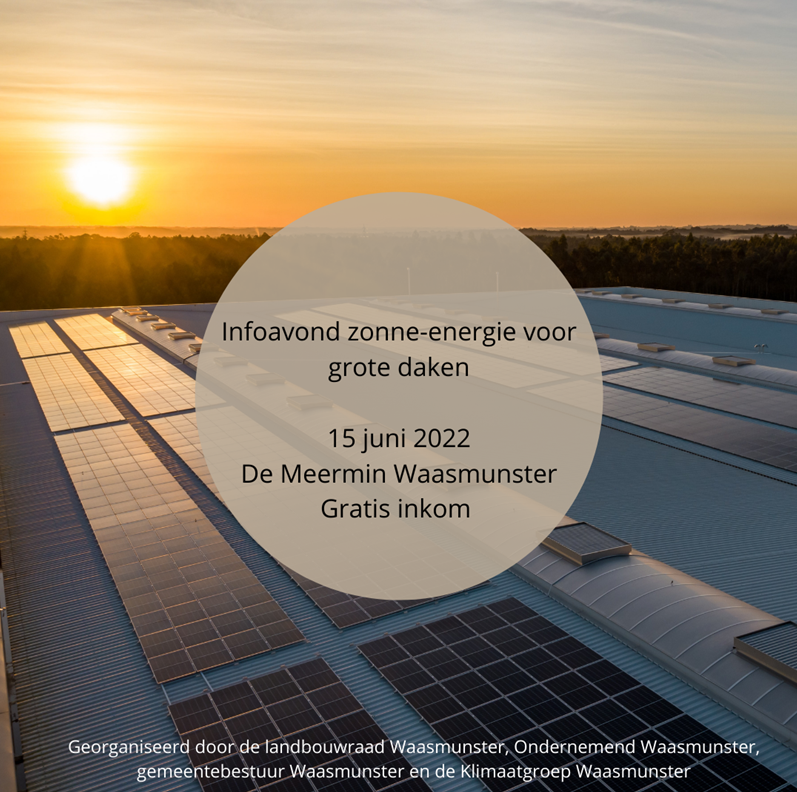 Infoavond zonne-energie voor
grote daken
15 juni 2022
De Meermin Waasmunster
Gratis inkom
Georganiseerd door de landbouwraad Waasmunster, Ondernemend Waasmunster,
gemeentebestuur Waasmunster en de Klimaatgroep Waasmunster